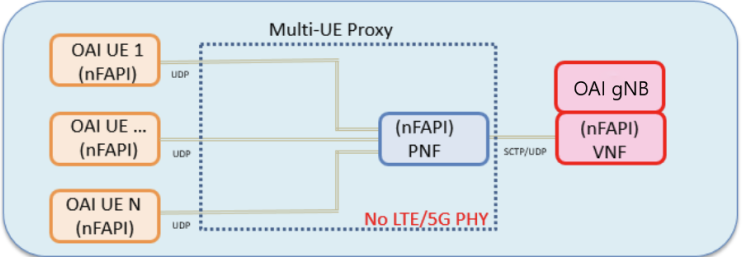 Multi-UE Proxy
OAI UE 1
(nFAPI)
UDP
OAI UE ...
(nFAPI)
UDP
OAI UE N
(nFAPI)
UDP
(nFAPI)
PNF
No LTE/5G PHY
SCTP/UDP
OAI gNB
(nFAPI)
VNF